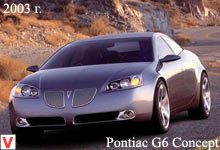 2003 г.
Pontiac G6 Concept
V